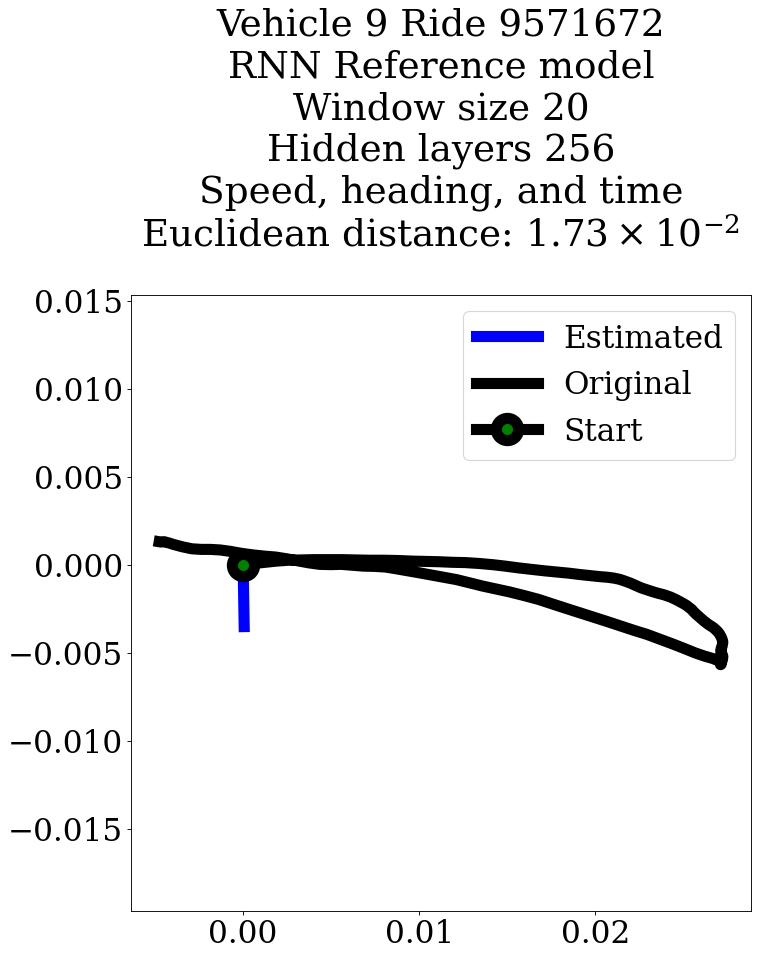 Vehicle 9 Ride 9571672
RNN Reference model
Window size 20
Hidden layers 256
Speed, heading, and time
Euclidean distance: 1.73 × 10⁻²
0.015
0.010
0.005
0.000
−0.005
−0.010
−0.015
Estimated
Original
Start
0.00 0.01 0.02